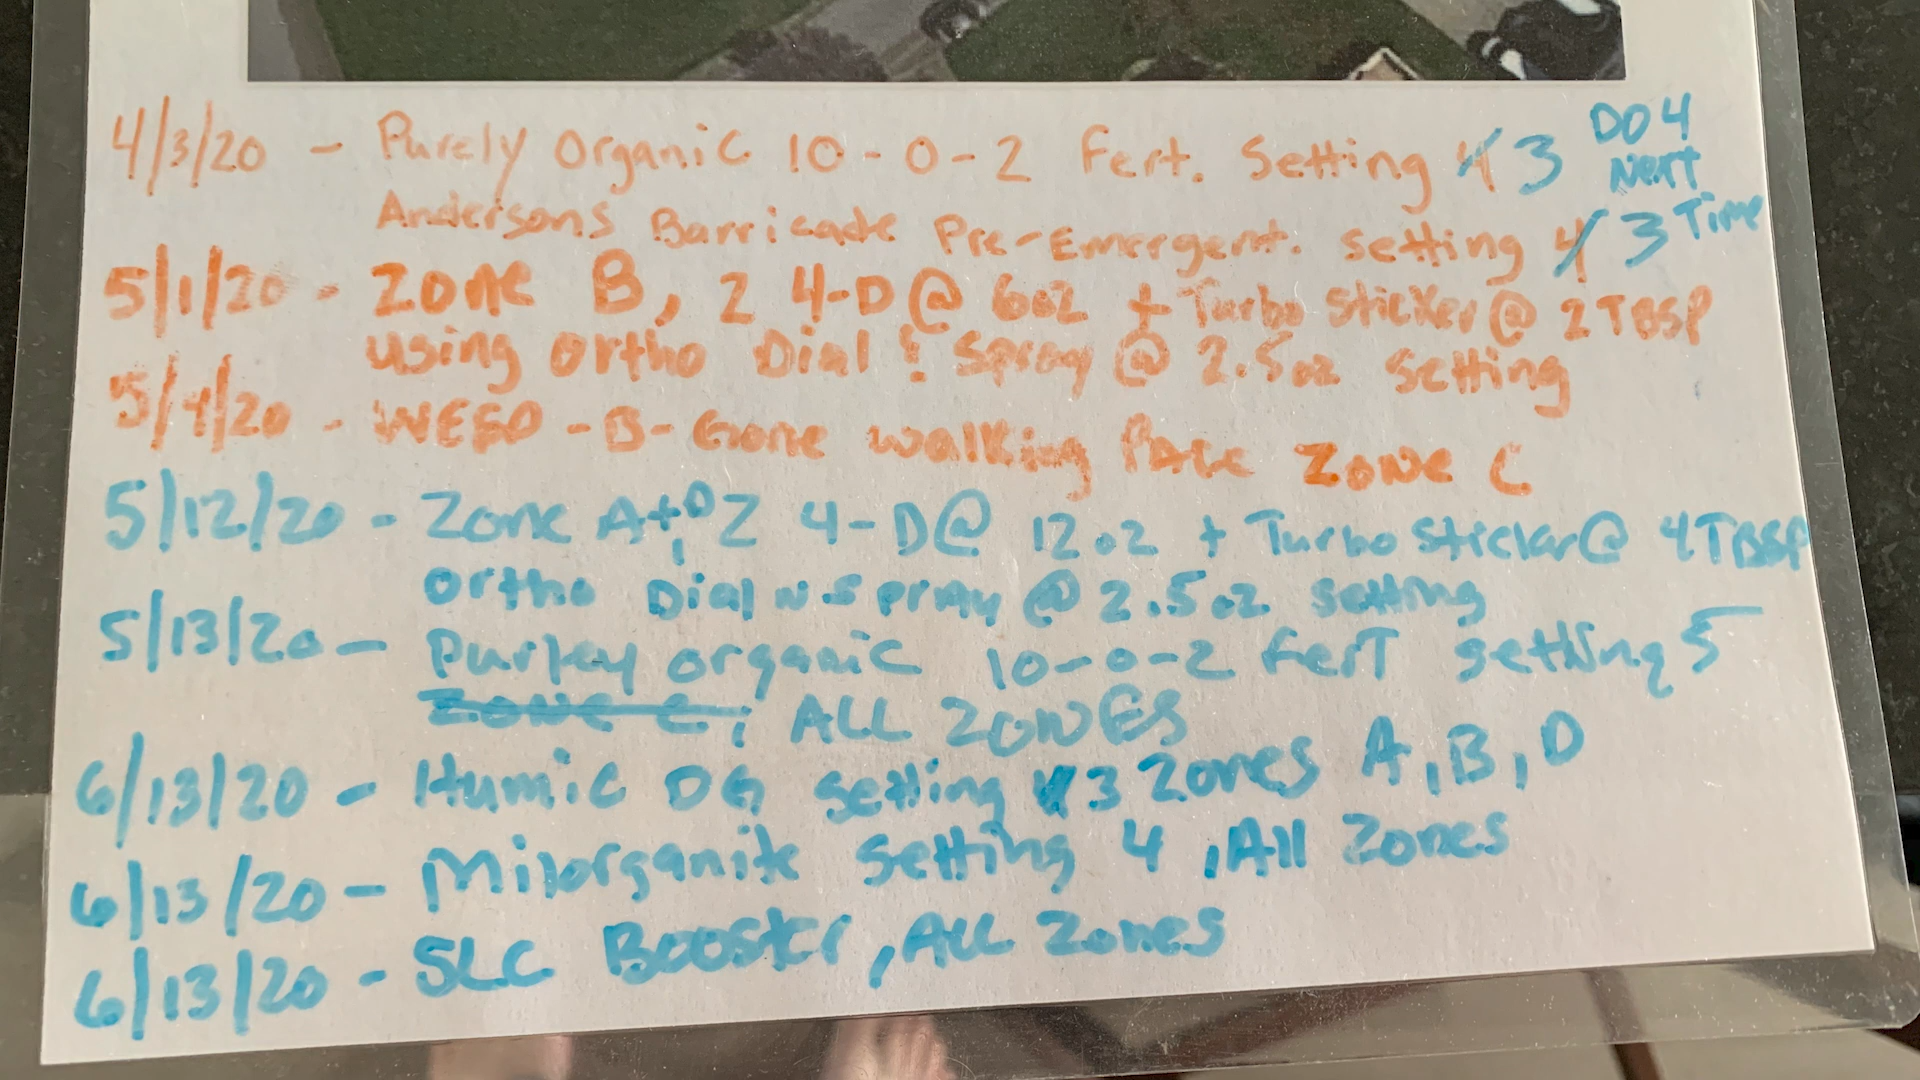 4/3/20 - Purely Organic 10-0-2 Fert. Setting 4 3 DO 4
Next
Andersons Barricade Pre-Emergent. setting 4 3 Time
5/1/20 - Zone B, 2 4-D @ 6oz + Turbo Sticker @ 2 TBSP
using Ortho Dial ! Spray @ 2.5oz setting
5/4/20 - WEED-B-Gone walking Pace ZONE C
5/12/20 - Zone A+D, 2 4-D @ 12oz + Turbo Sticker @ 4TBSP
Ortho Dial N Spray @ 2.5oz setting
5/13/20 - Purley organic 10-0-2 Fert setting 5
ZONE C, ALL ZONES
6/13/20 - Humic DG setting 3 Zones A, B, D
6/13/20 - Milorganite setting 4, All Zones
6/13/20 - SLC Booster, ALL Zones